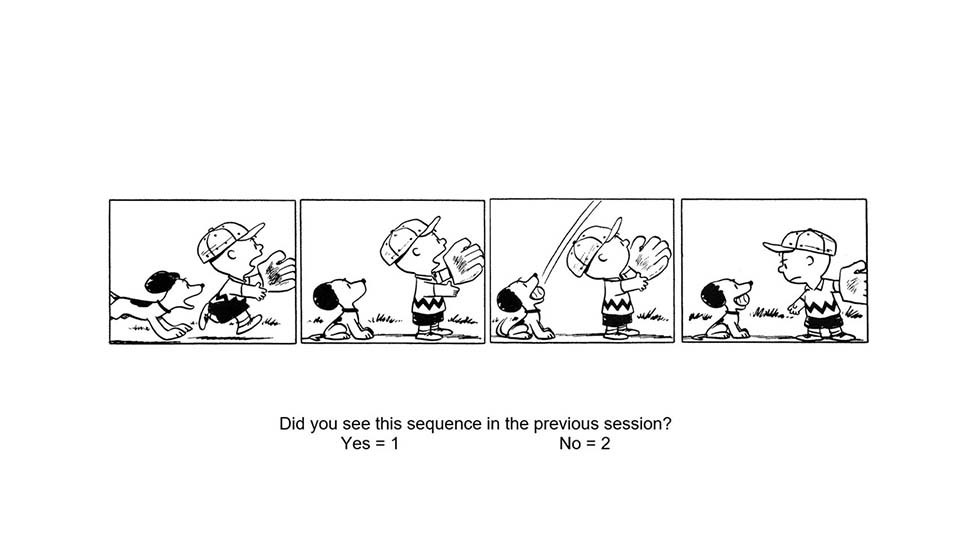 Did you see this sequence in the previous session?
Yes = 1 No = 2